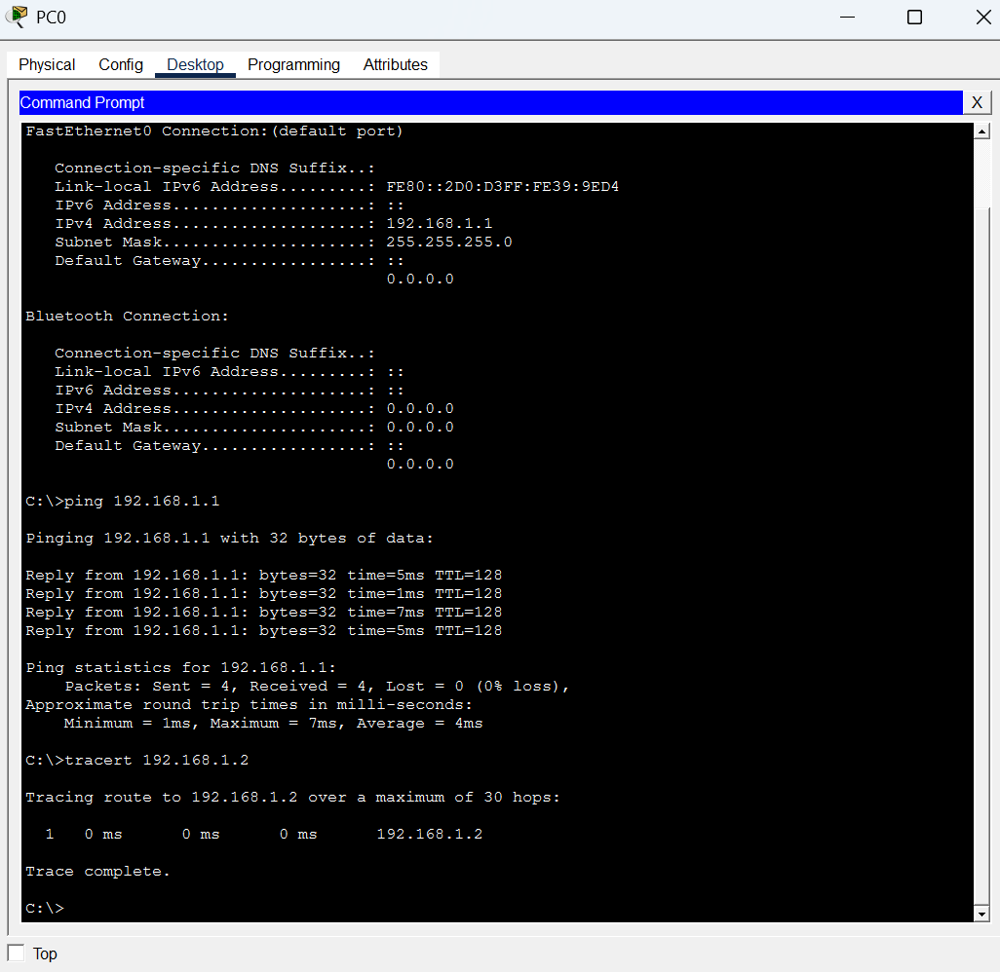 PC0
Physical Config Desktop Programming Attributes
Command Prompt X
FastEthernet0 Connection:(default port)
Connection-specific DNS Suffix..:
Link-local IPv6 Address.........: FE80::2D0:D3FF:FE39:9ED4
IPv6 Address....................: ::
IPv4 Address....................: 192.168.1.1
Subnet Mask.....................: 255.255.255.0
Default Gateway.................: ::
0.0.0.0
Bluetooth Connection:
Connection-specific DNS Suffix..:
Link-local IPv6 Address.........: ::
IPv6 Address....................: ::
IPv4 Address....................: 0.0.0.0
Subnet Mask.....................: 0.0.0.0
Default Gateway.................: ::
0.0.0.0
C:\>ping 192.168.1.1
Pinging 192.168.1.1 with 32 bytes of data:
Reply from 192.168.1.1: bytes=32 time=5ms TTL=128
Reply from 192.168.1.1: bytes=32 time=1ms TTL=128
Reply from 192.168.1.1: bytes=32 time=7ms TTL=128
Reply from 192.168.1.1: bytes=32 time=5ms TTL=128
Ping statistics for 192.168.1.1:
Packets: Sent = 4, Received = 4, Lost = 0 (0% loss),
Approximate round trip times in milli-seconds:
Minimum = 1ms, Maximum = 7ms, Average = 4ms
C:\>tracert 192.168.1.2
Tracing route to 192.168.1.2 over a maximum of 30 hops:
1 0 ms 0 ms 0 ms 192.168.1.2
Trace complete.
C:\>
Top